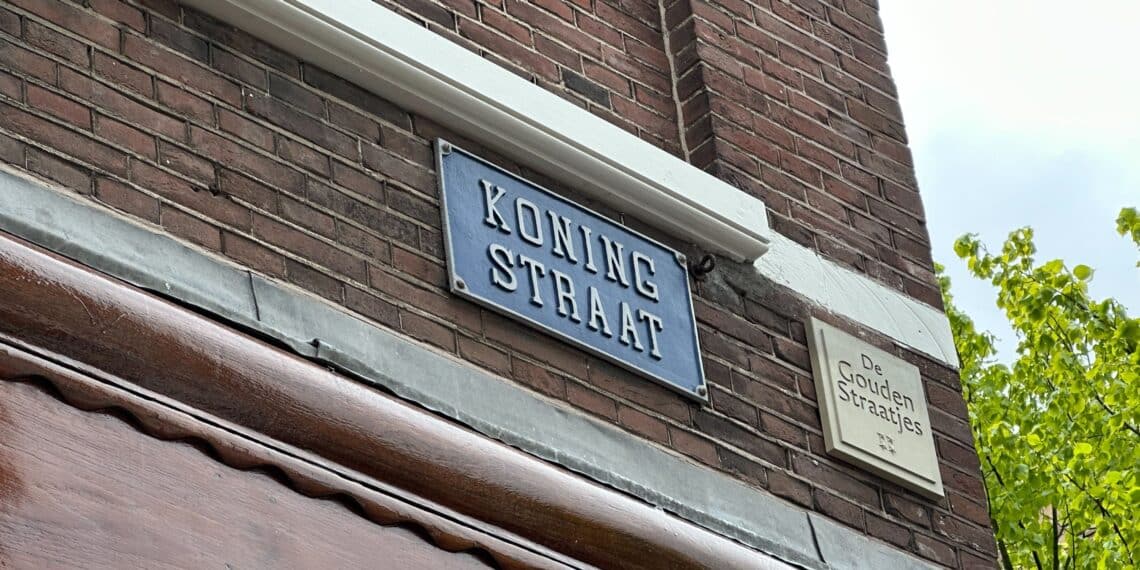 KONING
STRAAT
De
Gouden
Straatjes